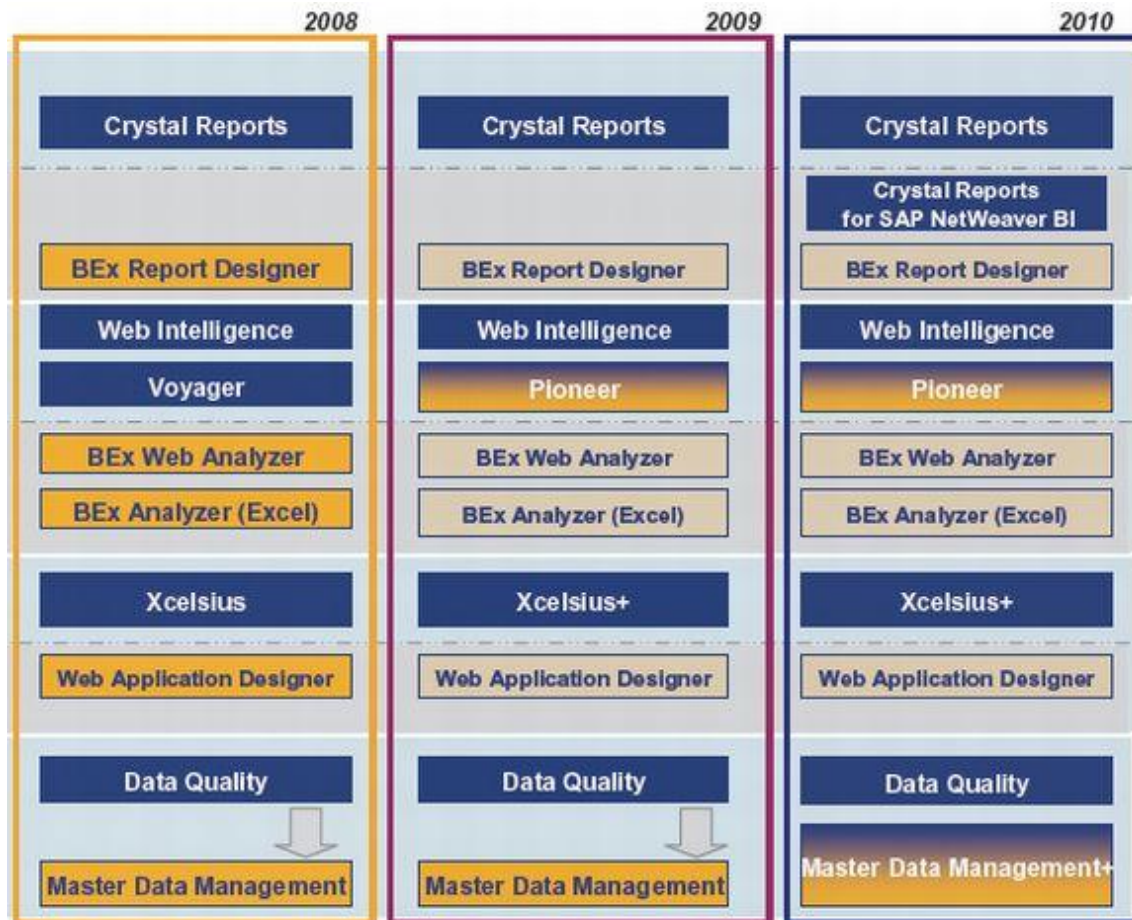 2008
Crystal Reports
BEx Report Designer
Web Intelligence
Voyager
BEx Web Analyzer
BEx Analyzer (Excel)
Xcelsius
Web Application Designer
Data Quality
Master Data Management
2009
Crystal Reports
BEx Report Designer
Web Intelligence
Pioneer
BEx Web Analyzer
BEx Analyzer (Excel)
Xcelsius+
Web Application Designer
Data Quality
Master Data Management
2010
Crystal Reports
Crystal Reports
for SAP NetWeaver BI
BEx Report Designer
Web Intelligence
Pioneer
BEx Web Analyzer
BEx Analyzer (Excel)
Xcelsius+
Web Application Designer
Data Quality
Master Data Management+